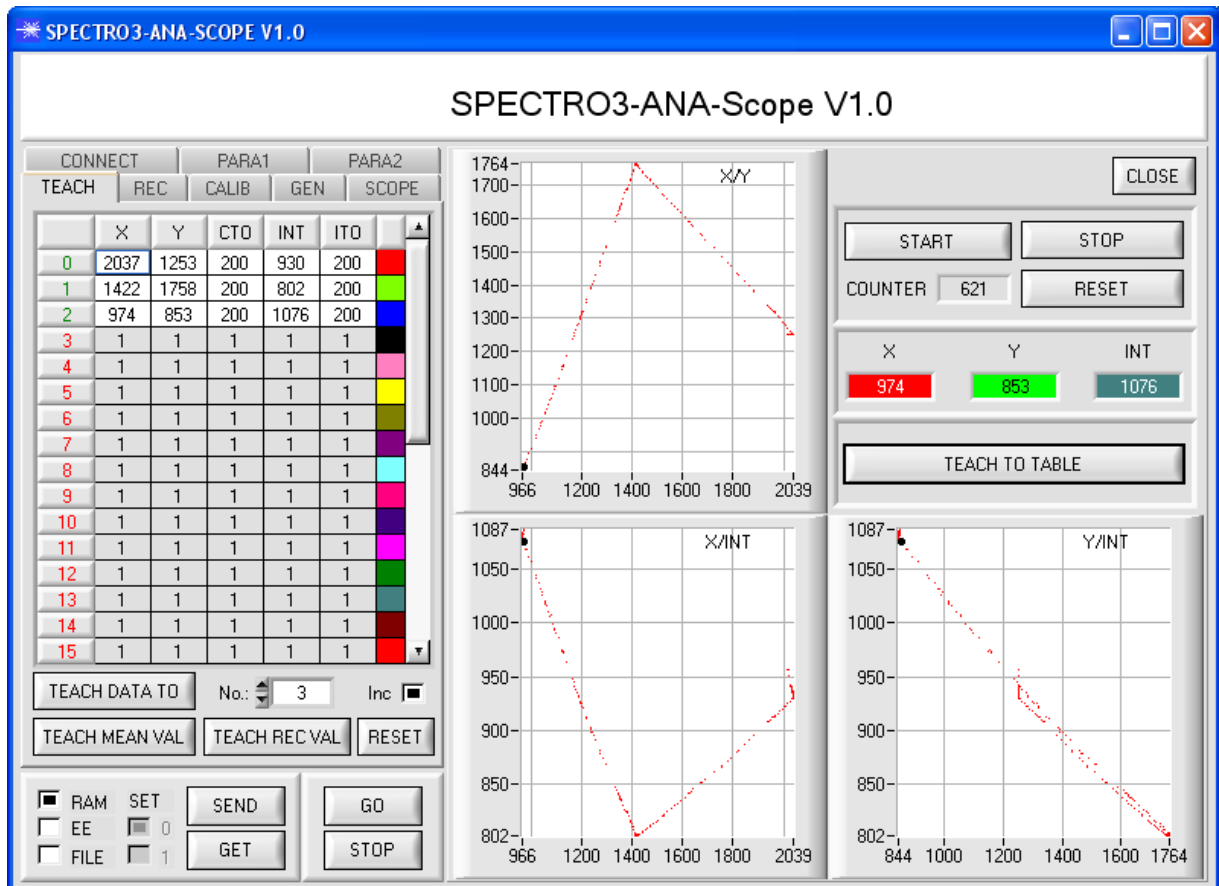 SPECTRO3-ANA-SCOPE V1.0
SPECTRO3-ANA-Scope V1.0
CONNECT PARA1 PARA2
TEACH REC CALIB GEN SCOPE
X Y CTO INT ITO
0 2037 1253 200 930 200
1 1422 1758 200 802 200
2 974 853 200 1076 200
3 1 1 1 1 1
4 1 1 1 1 1
5 1 1 1 1 1
6 1 1 1 1 1
7 1 1 1 1 1
8 1 1 1 1 1
9 1 1 1 1 1
10 1 1 1 1 1
11 1 1 1 1 1
12 1 1 1 1 1
13 1 1 1 1 1
14 1 1 1 1 1
15 1 1 1 1 1
TEACH DATA TO No.: 3 Inc
TEACH MEAN VAL TEACH REC VAL RESET
RAM SET SEND GO
EE 0
FILE 1 GET STOP
X/Y
1764
1700
1600
1500
1400
1300
1200
1100
1000
844
966 1200 1400 1600 1800 2039
CLOSE
START STOP
COUNTER 621 RESET
X Y INT
974 853 1076
TEACH TO TABLE
X/INT
1087
1050
1000
950
900
850
802
966 1200 1400 1600 1800 2039
Y/INT
1087
1050
1000
950
900
850
802
844 1000 1200 1400 1600 1764